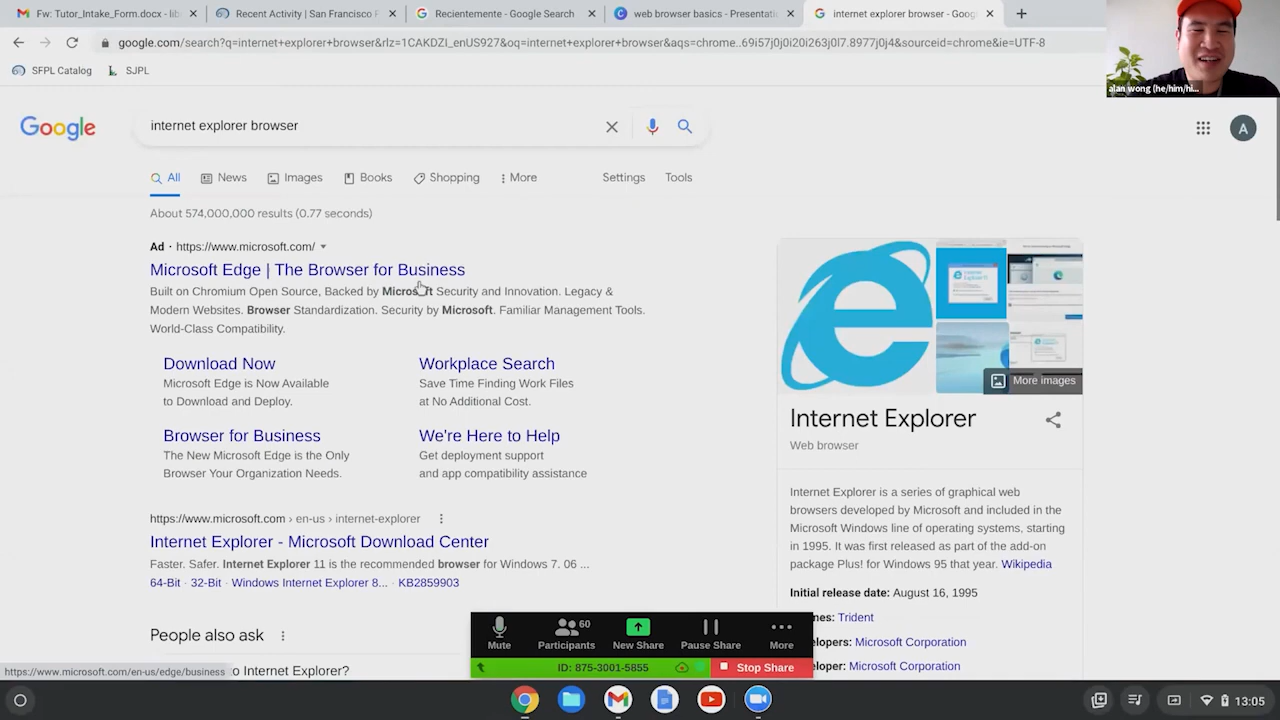 Fw: Tutor_Intake_Form.docx - lib
Recent Activity | San Francisco P
Recientemente - Google Search
web browser basics - Presentati
internet explorer browser - Goog
google.com/search?q=internet+explorer+browser&rlz=1CAKDZI_enUS927&oq=internet+explorer+browser&aqs=chrome..69i57j0j0i20i263j0l7.8977j0j4&sourceid=chrome&ie=UTF-8
SFPL Catalog
SJPL
alan wong (he/him/hi...
Google
internet explorer browser
A
All
News
Images
Books
Shopping
More
Settings
Tools
About 574,000,000 results (0.77 seconds)
Ad · https://www.microsoft.com/
Microsoft Edge | The Browser for Business
Built on Chromium Open Source, Backed by Microsoft Security and Innovation. Legacy &
Modern Websites. Browser Standardization. Security by Microsoft. Familiar Management Tools.
World-Class Compatibility.
Download Now
Microsoft Edge is Now Available
to Download and Deploy.
Workplace Search
Save Time Finding Work Files
at No Additional Cost.
Browser for Business
The New Microsoft Edge is the Only
Browser Your Organization Needs.
We're Here to Help
Get deployment support
and app compatibility assistance
https://www.microsoft.com › en-us › internet-explorer
Internet Explorer - Microsoft Download Center
Faster. Safer. Internet Explorer 11 is the recommended browser for Windows 7. 06 ...
64-Bit · 32-Bit · Windows Internet Explorer 8... · KB2859903
People also ask
o Internet Explorer?
https://www.microsoft.com/en-us/edge/business
More images
Internet Explorer
Web browser
Internet Explorer is a series of graphical web
browsers developed by Microsoft and included in the
Microsoft Windows line of operating systems, starting
in 1995. It was first released as part of the add-on
package Plus! for Windows 95 that year. Wikipedia
Initial release date: August 16, 1995
nes: Trident
elopers: Microsoft Corporation
eloper: Microsoft Corporation
Mute
Participants
60
New Share
Pause Share
More
ID: 875-3001-5855
Stop Share
13:05